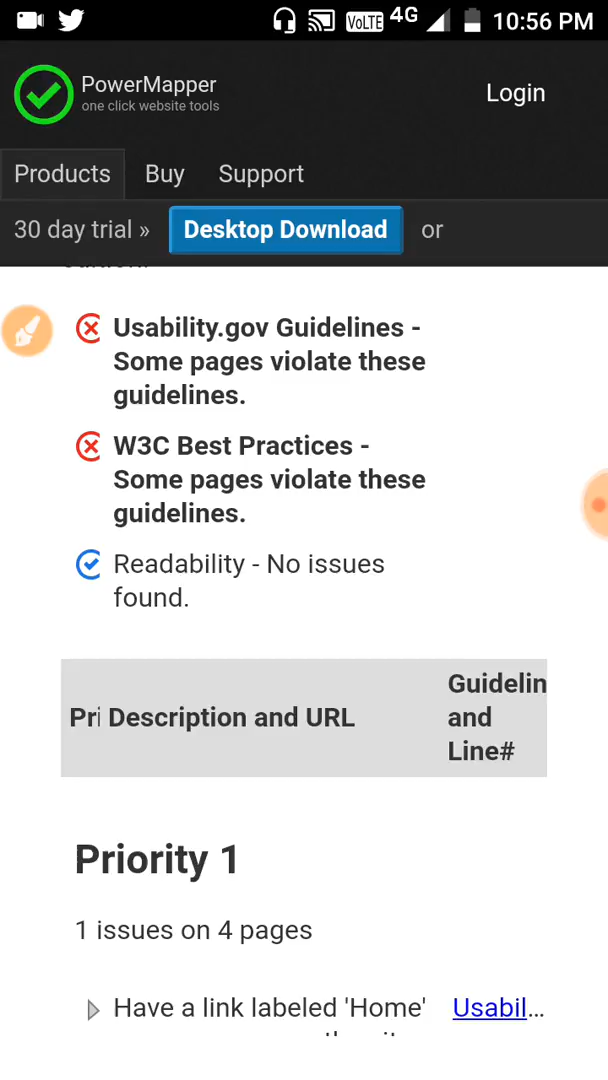 VoLTE 4G 10:56 PM
PowerMapper
one click website tools
Login
Products Buy Support
30 day trial » Desktop Download or
Usability.gov Guidelines -
Some pages violate these
guidelines.
W3C Best Practices -
Some pages violate these
guidelines.
Readability - No issues
found.
Pri Description and URL
Guidelin
and
Line#
Priority 1
1 issues on 4 pages
Have a link labeled 'Home' Usabil...